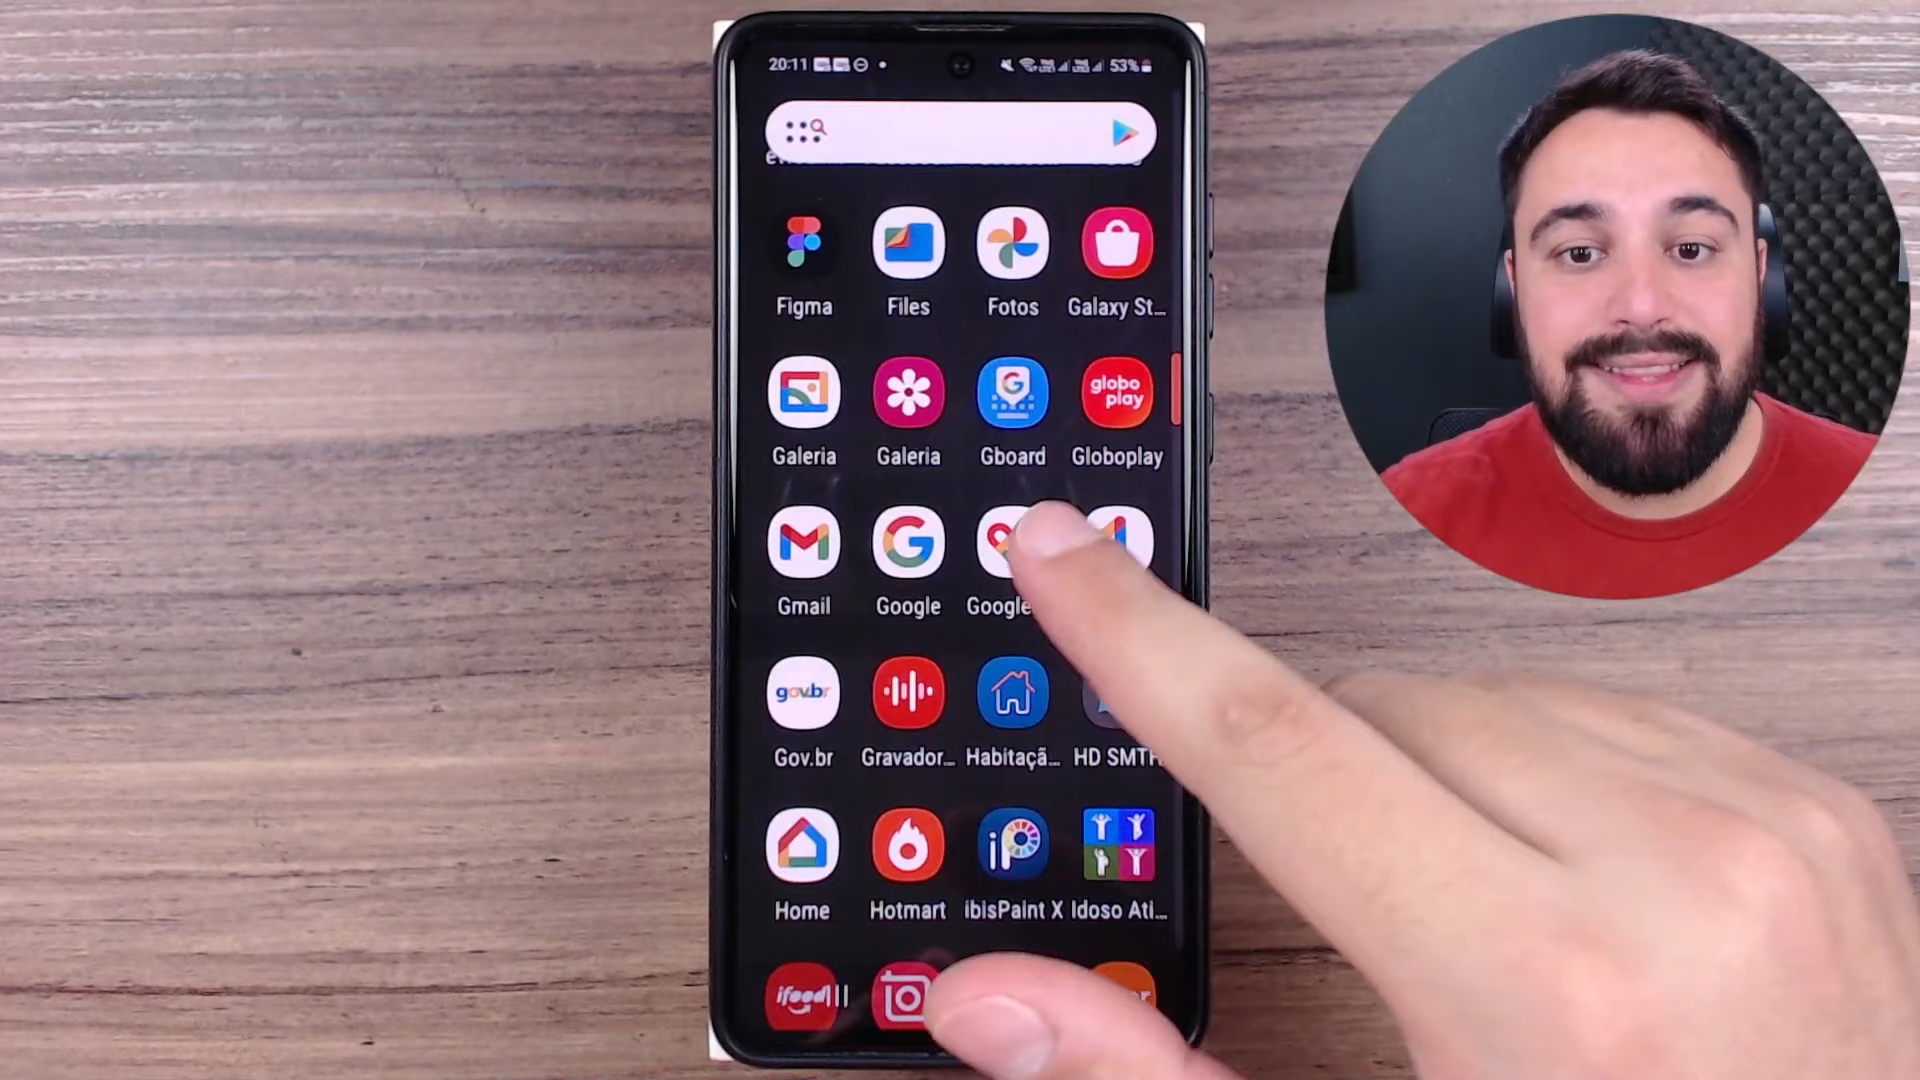 20:11 53%
Figma Files Fotos Galaxy St...
globo
play
Galeria Galeria Gboard Globoplay
Gmail Google Google
gov.br
Gov.br Gravador... Habitaçã... HD SMTH
iP
Home Hotmart ibisPaint X Idoso Ati...
ifood